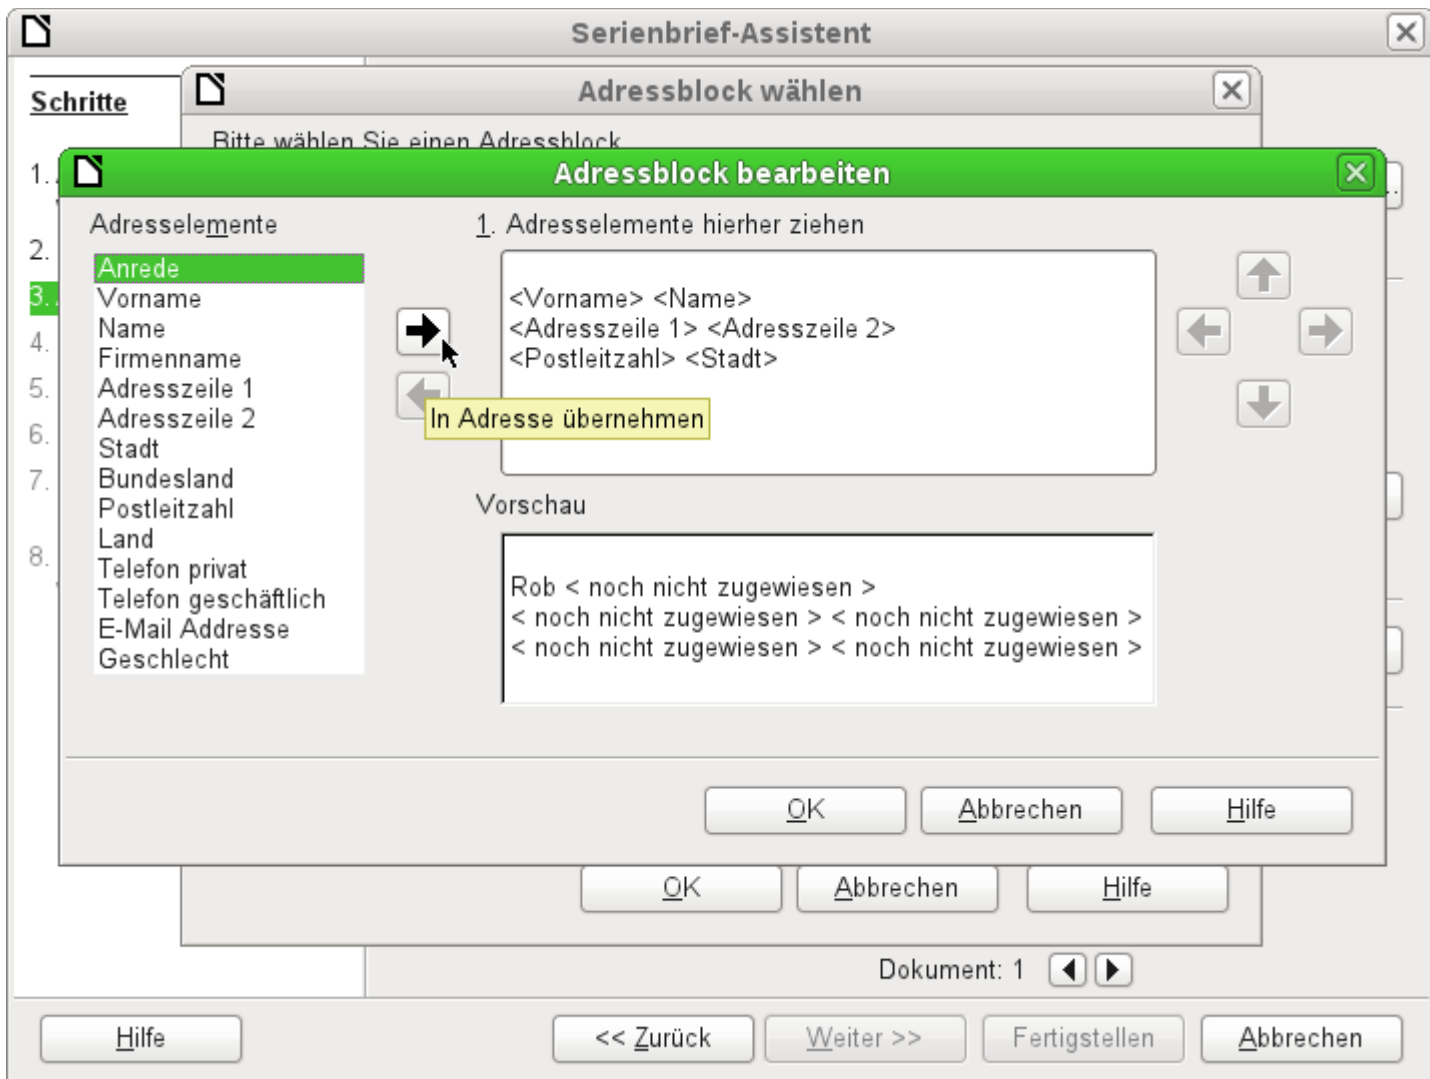 Serienbrief-Assistent
Schritte
Adressblock wählen
Bitte wählen Sie einen Adressblock
1.
2.
3.
4.
5.
6.
7.
8.
Adressblock bearbeiten
Adresselemente
Anrede
Vorname
Name
Firmenname
Adresszeile 1
Adresszeile 2
Stadt
Bundesland
Postleitzahl
Land
Telefon privat
Telefon geschäftlich
E-Mail Addresse
Geschlecht
1. Adresselemente hierher ziehen
<Vorname> <Name>
<Adresszeile 1> <Adresszeile 2>
<Postleitzahl> <Stadt>
In Adresse übernehmen
Vorschau
Rob < noch nicht zugewiesen >
< noch nicht zugewiesen > < noch nicht zugewiesen >
< noch nicht zugewiesen > < noch nicht zugewiesen >
OK Abbrechen Hilfe
OK Abbrechen Hilfe
Dokument: 1
Hilfe << Zurück Weiter >> Fertigstellen Abbrechen